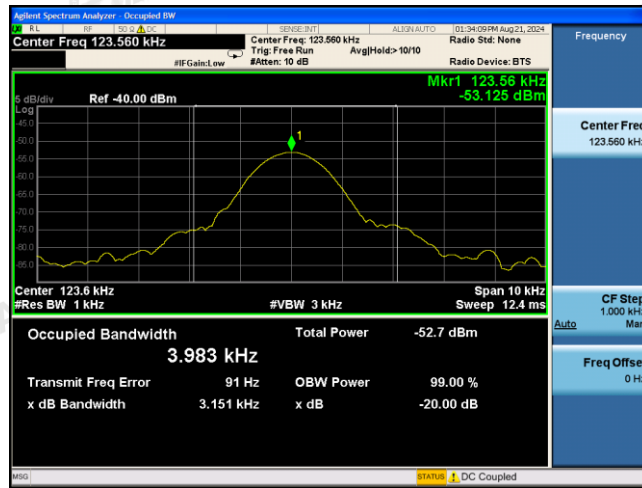 Agilent Spectrum Analyzer - Occupied BW
RL RF 50 Ω DC SENSE:INT ALIGN AUTO 01:34:09 PM Aug 21, 2024
Center Freq 123.560 kHz Center Freq: 123.560 kHz Radio Std: None
Trig: Free Run Avg|Hold:> 10/10
#IFGain:Low #Atten: 10 dB Radio Device: BTS
Mkr1 123.56 kHz
5 dB/div Ref -40.00 dBm -53.125 dBm
Log
-45.0
-50.0
1
-55.0
-60.0
-65.0
-70.0
-75.0
-80.0
-85.0
Center 123.6 kHz Span 10 kHz
#Res BW 1 kHz #VBW 3 kHz Sweep 12.4 ms
Occupied Bandwidth Total Power -52.7 dBm
3.983 kHz
Transmit Freq Error 91 Hz OBW Power 99.00 %
x dB Bandwidth 3.151 kHz x dB -20.00 dB
MSG STATUS DC Coupled
Frequency
Center Freq
123.560 kHz
CF Step
1.000 kHz
Auto Man
Freq Offset
0 Hz